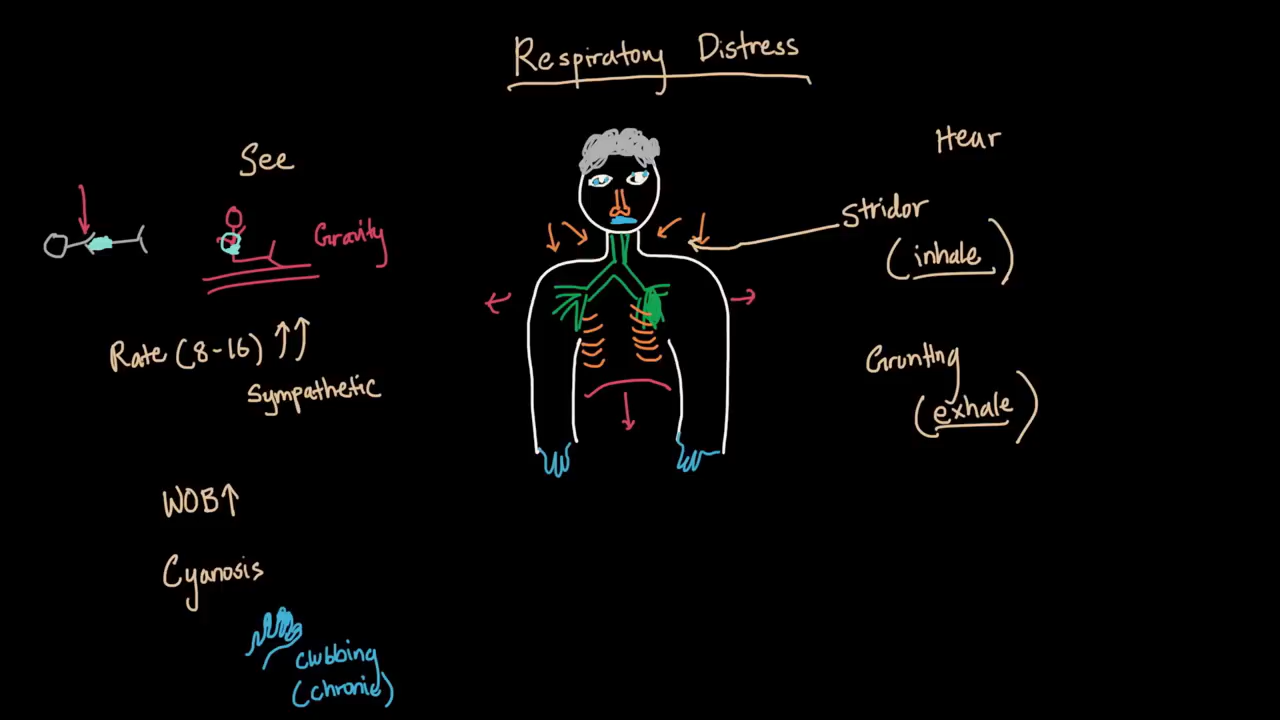 Respiratory Distress
See
Gravity
Rate (8-16) ↑↑
Sympathetic
WOB↑
Cyanosis
clubbing
(chronic)
Hear
Stridor
(inhale)
Grunting
(exhale)